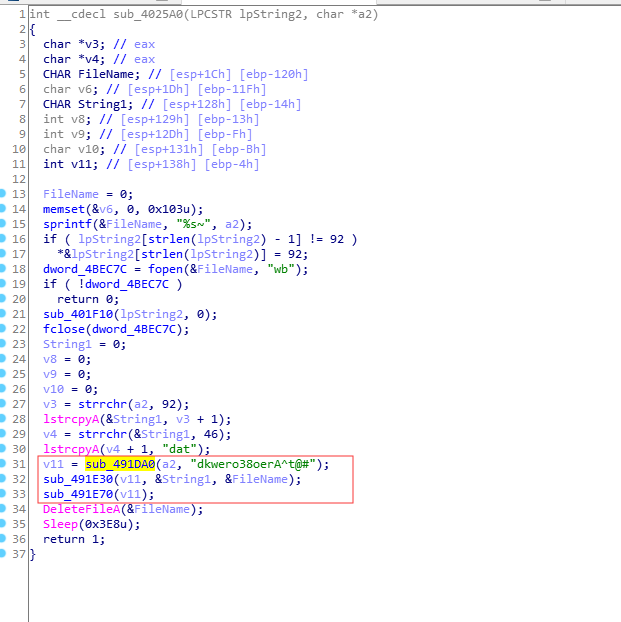 1 int __cdecl sub_4025A0(LPCSTR lpString2, char *a2)
2 {
3 char *v3; // eax
4 char *v4; // eax
5 CHAR FileName; // [esp+1Ch] [ebp-120h]
6 char v6; // [esp+1Dh] [ebp-11Fh]
7 CHAR String1; // [esp+128h] [ebp-14h]
8 int v8; // [esp+129h] [ebp-13h]
9 int v9; // [esp+12Dh] [ebp-Fh]
10 char v10; // [esp+131h] [ebp-Bh]
11 int v11; // [esp+138h] [ebp-4h]
12
13 FileName = 0;
14 memset(&v6, 0, 0x103u);
15 sprintf(&FileName, "%s~", a2);
16 if ( lpString2[strlen(lpString2) - 1] != 92 )
17 *&lpString2[strlen(lpString2)] = 92;
18 dword_4BEC7C = fopen(&FileName, "wb");
19 if ( !dword_4BEC7C )
20 return 0;
21 sub_401F10(lpString2, 0);
22 fclose(dword_4BEC7C);
23 String1 = 0;
24 v8 = 0;
25 v9 = 0;
26 v10 = 0;
27 v3 = strrchr(a2, 92);
28 lstrcpyA(&String1, v3 + 1);
29 v4 = strrchr(&String1, 46);
30 lstrcpyA(v4 + 1, "dat");
31 v11 = sub_491DA0(a2, "dkwero38oerA^t@#");
32 sub_491E30(v11, &String1, &FileName);
33 sub_491E70(v11);
34 DeleteFileA(&FileName);
35 Sleep(0x3E8u);
36 return 1;
37 }